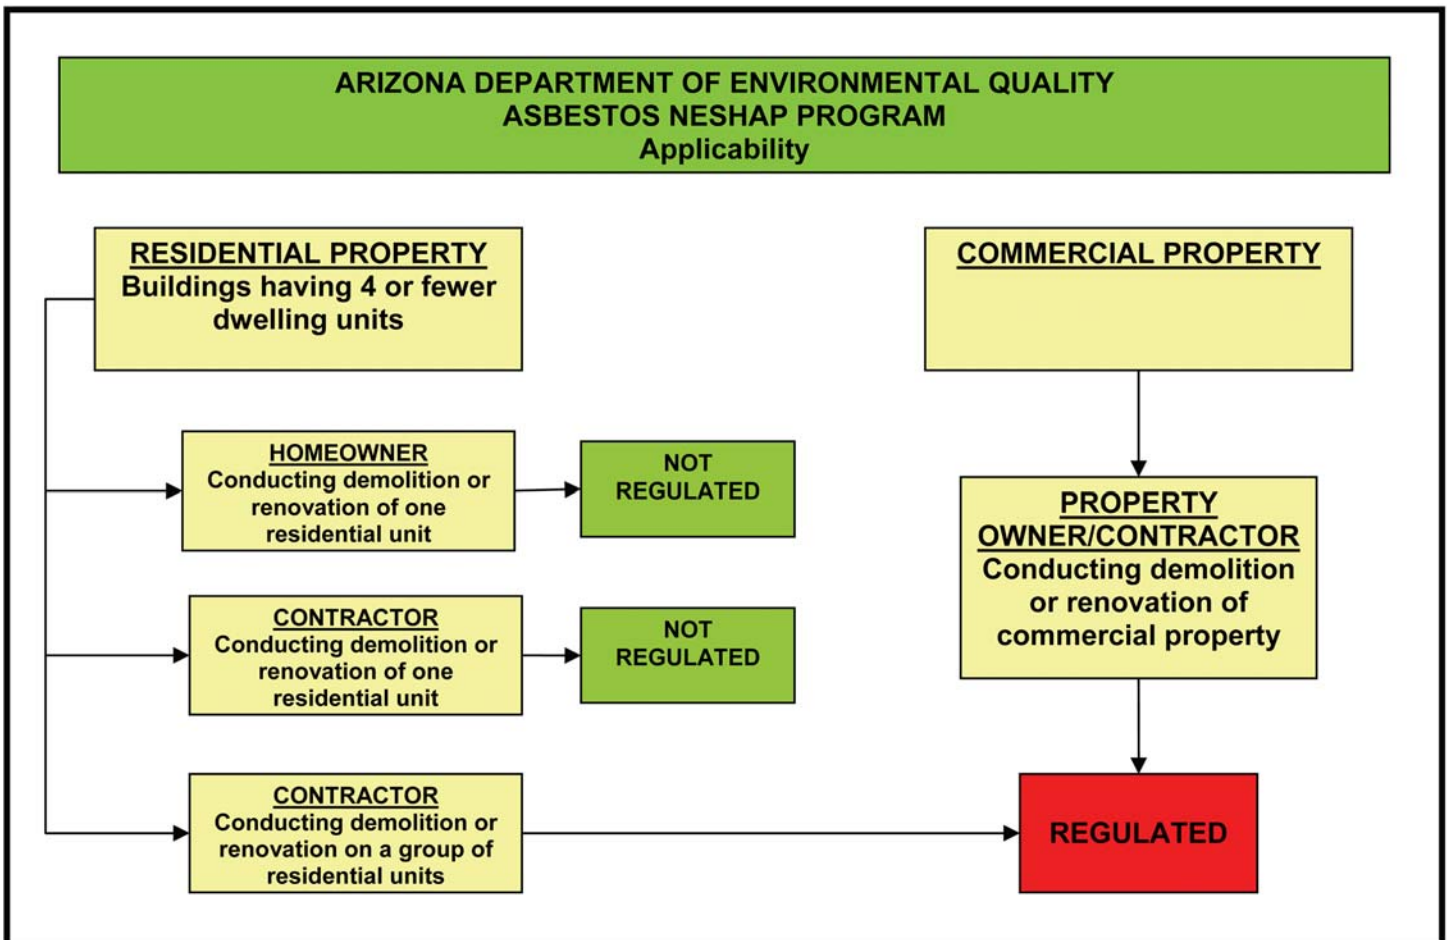 ARIZONA DEPARTMENT OF ENVIRONMENTAL QUALITY
ASBESTOS NESHAP PROGRAM
Applicability
RESIDENTIAL PROPERTY
Buildings having 4 or fewer
dwelling units
COMMERCIAL PROPERTY
HOMEOWNER
Conducting demolition or
renovation of one
residential unit
NOT
REGULATED
PROPERTY
OWNER/CONTRACTOR
Conducting demolition
or renovation of
commercial property
CONTRACTOR
Conducting demolition or
renovation of one
residential unit
NOT
REGULATED
CONTRACTOR
Conducting demolition or
renovation on a group of
residential units
REGULATED